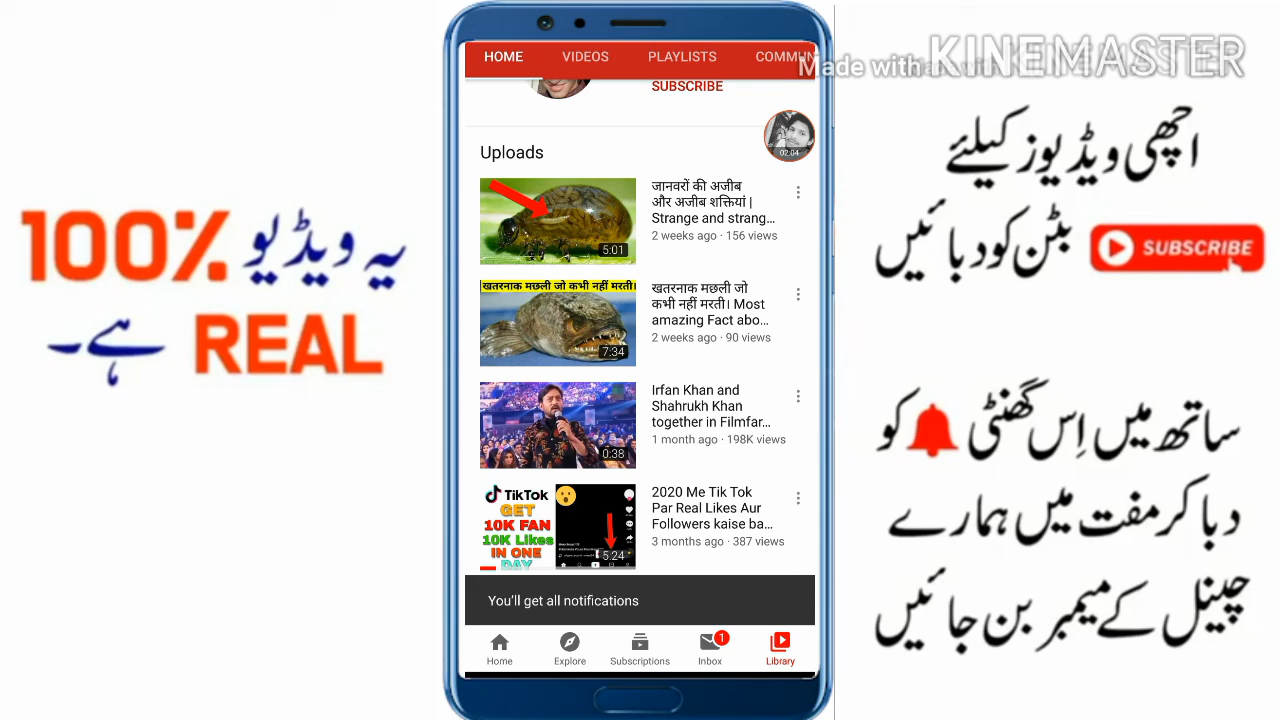 Made with KINEMASTER
یہ ویڈیو 100%
REAL ہے۔
HOME VIDEOS PLAYLISTS COMMUN
SUBSCRIBE
02:04
Uploads
जानवरों की अजीब
और अजीब शक्तियां |
Strange and strang...
2 weeks ago · 156 views
5:01
खतरनाक मछली जो कभी नहीं मरती।
7:34
खतरनाक मछली जो
कभी नहीं मरती। Most
amazing Fact abo...
2 weeks ago · 90 views
0:38
Irfan Khan and
Shahrukh Khan
together in Filmfar...
1 month ago · 198K views
TikTok
GET
10K FAN
10K Likes
IN ONE
DAY
5:24
2020 Me Tik Tok
Par Real Likes Aur
Followers kaise ba...
3 months ago · 387 views
You'll get all notifications
Home Explore Subscriptions Inbox 1 Library
اچھی ویڈیوز کیلئے
بٹن کو دبائیں SUBSCRIBE
ساتھ میں اِس گھنٹی کو
دبا کر مفت میں ہمارے
چینل کے میمبر بن جائیں